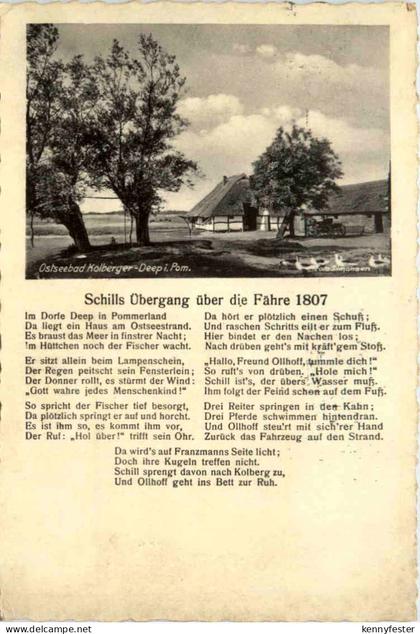 Ostseebad Kolberger-Deep i. Pom.
Schills Übergang über die Fähre 1807
Im Dorfe Deep in Pommerland
Da liegt ein Haus am Ostseestrand.
Es braust das Meer in finstrer Nacht;
Im Hüttchen noch der Fischer wacht.
Er sitzt allein beim Lampenschein,
Der Regen peitscht sein Fensterlein;
Der Donner rollt, es stürmt der Wind:
„Gott wahre jedes Menschenkind!"
So spricht der Fischer tief besorgt,
Da plötzlich springt er auf und horcht.
Es ist ihm so, es kommt ihm vor,
Der Ruf: „Hol über!" trifft sein Ohr.
Da hört er plötzlich einen Schuß;
Und raschen Schritts eilt er zum Fluß.
Hier bindet er den Nachen los;
Nach drüben geht's mit kräft'gem Stoß.
„Hallo, Freund Ollhoff, tummle dich!"
So ruft's von drüben. „Hole mich!"
Schill ist's, der übers Wasser muß.
Ihm folgt der Feind schon auf dem Fuß.
Drei Reiter springen in den Kahn;
Drei Pferde schwimmen hintendran.
Und Ollhoff steu'rt mit sich'rer Hand
Zurück das Fahrzeug auf den Strand.
Da wird's auf Franzmanns Seite licht;
Doch ihre Kugeln treffen nicht.
Schill sprengt davon nach Kolberg zu,
Und Ollhoff geht ins Bett zur Ruh.
delcampe.net
kennyfester